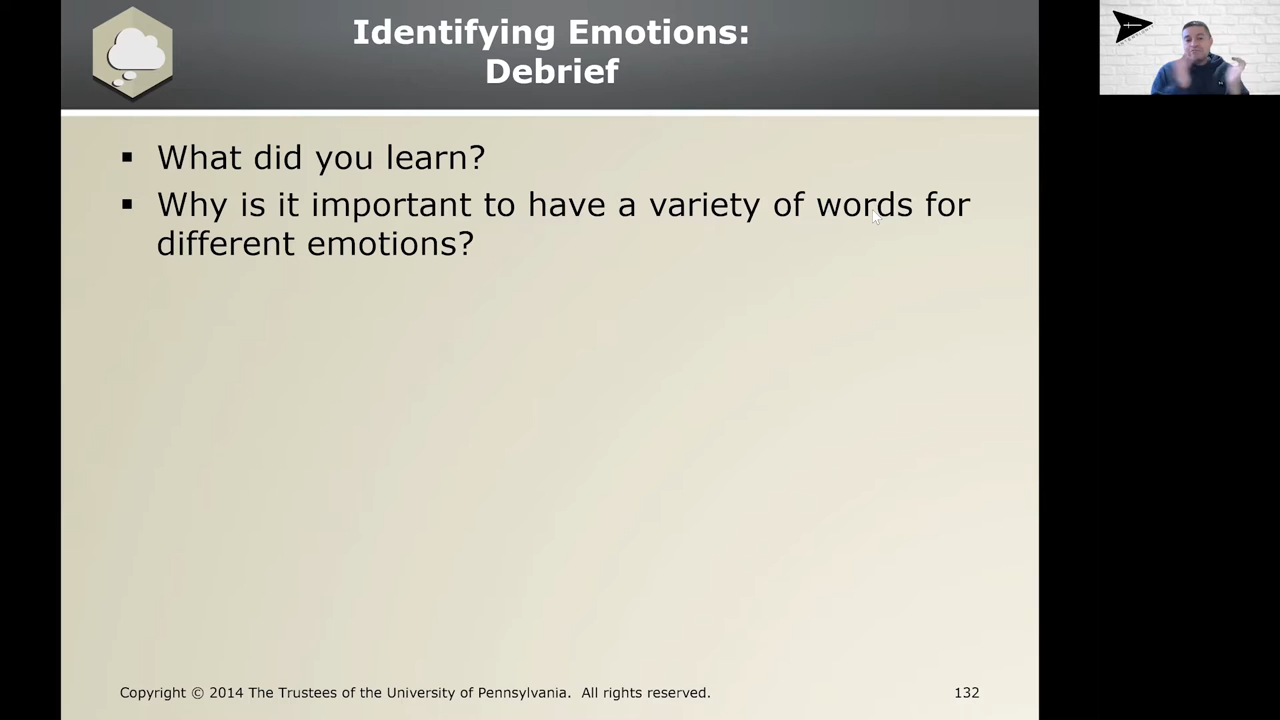 Identifying Emotions:
Debrief
▪ What did you learn?
▪ Why is it important to have a variety of words for
different emotions?
Copyright © 2014 The Trustees of the University of Pennsylvania. All rights reserved.
132